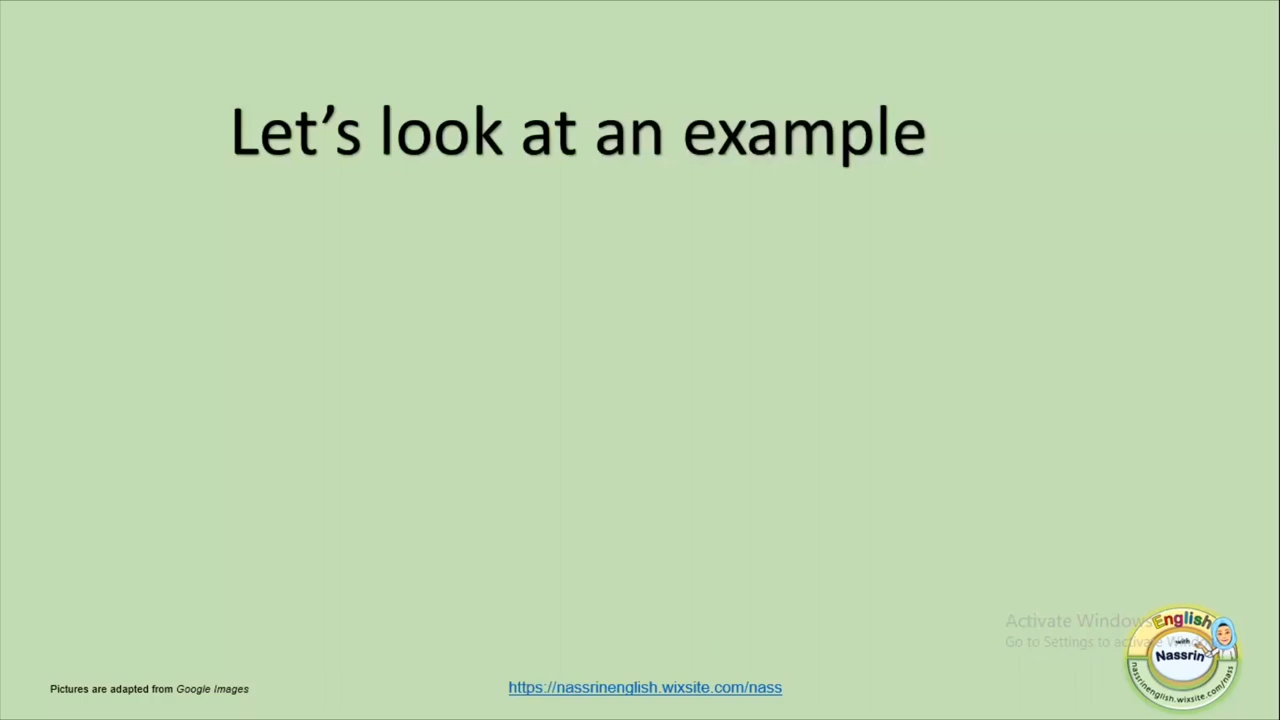 Let's look at an example
Activate Windows
Go to Settings to activate Windows
English
with
Nassrin
nassrinenglish.wixsite.com/nass
Pictures are adapted from Google Images
https://nassrinenglish.wixsite.com/nass